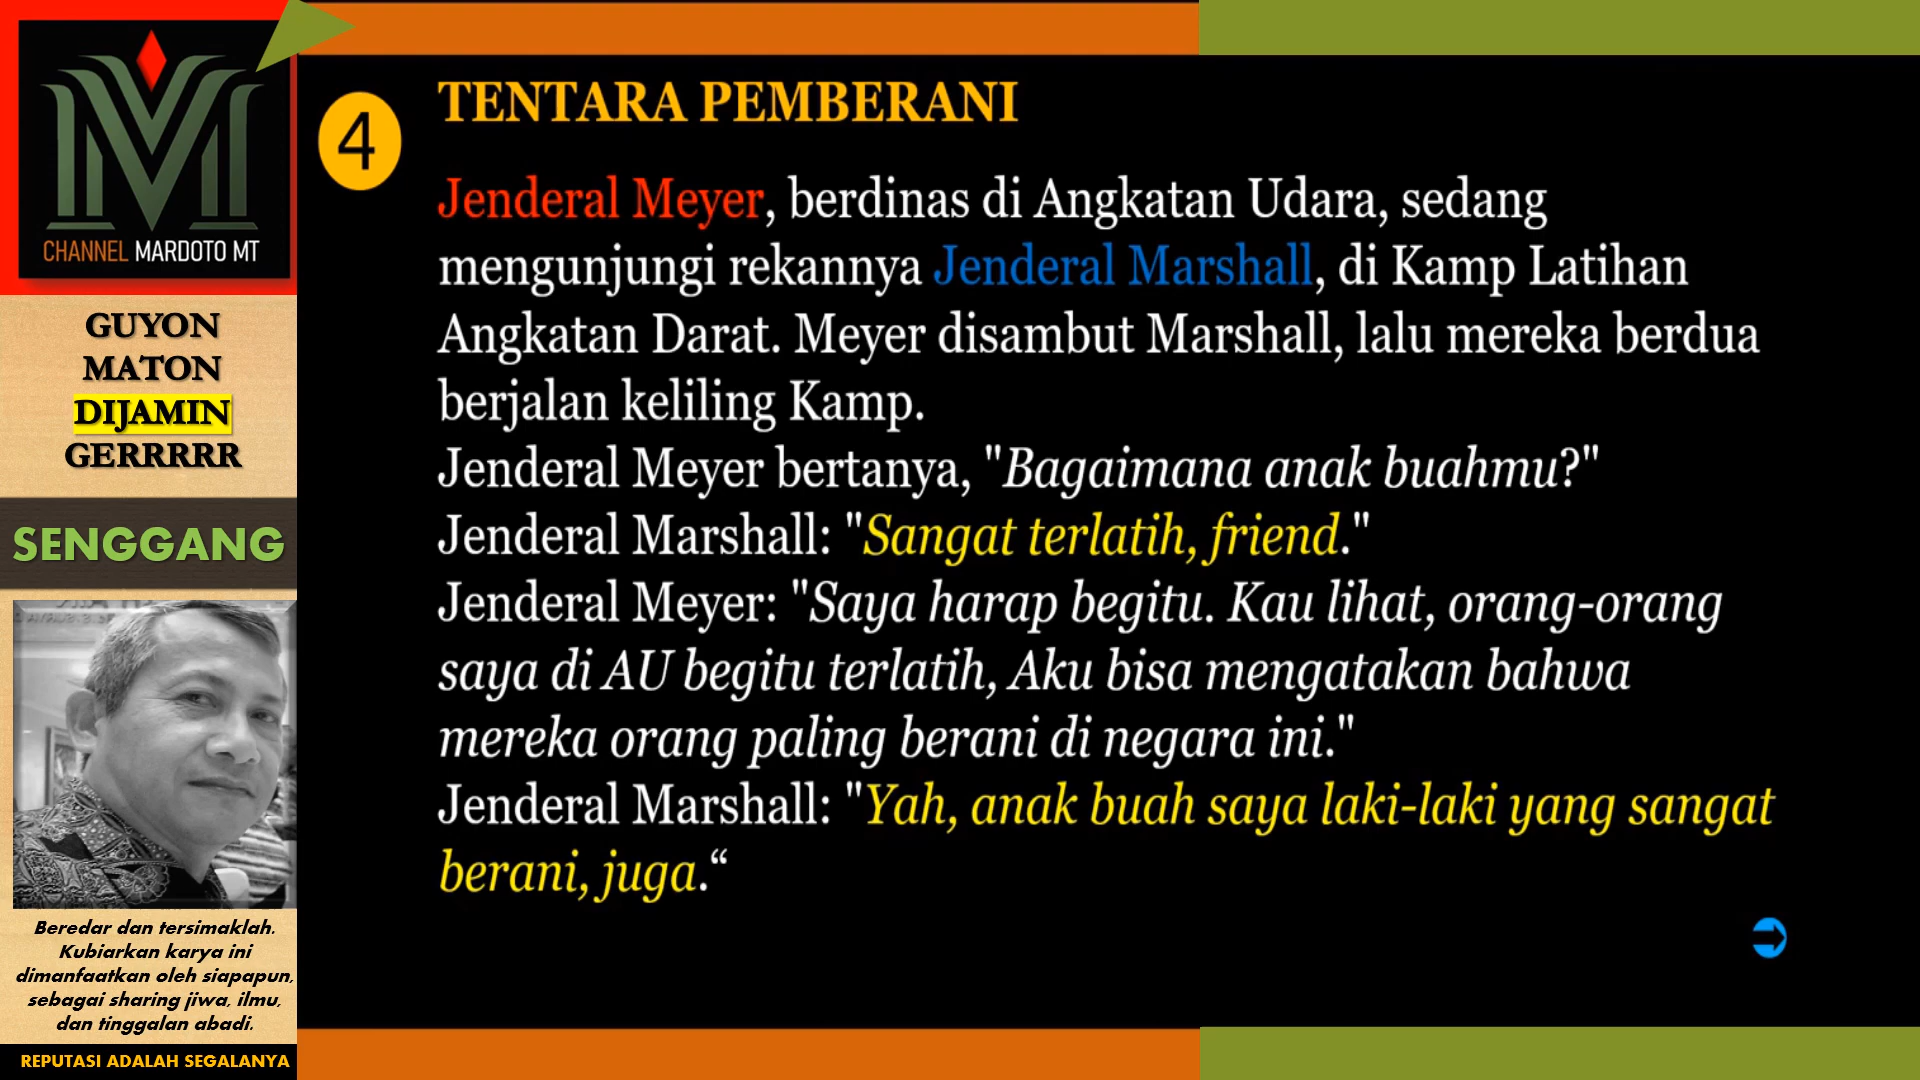 CHANNEL MARDOTO MT
GUYON
MATON
DIJAMIN
GERRRRR
SENGGANG
Beredar dan tersimaklah.
Kubiarkan karya ini
dimanfaatkan oleh siapapun,
sebagai sharing jiwa, ilmu,
dan tinggalan abadi.
REPUTASI ADALAH SEGALANYA
4
TENTARA PEMBERANI
Jenderal Meyer, berdinas di Angkatan Udara, sedang
mengunjungi rekannya Jenderal Marshall, di Kamp Latihan
Angkatan Darat. Meyer disambut Marshall, lalu mereka berdua
berjalan keliling Kamp.
Jenderal Meyer bertanya, "Bagaimana anak buahmu?"
Jenderal Marshall: "Sangat terlatih, friend."
Jenderal Meyer: "Saya harap begitu. Kau lihat, orang-orang
saya di AU begitu terlatih, Aku bisa mengatakan bahwa
mereka orang paling berani di negara ini."
Jenderal Marshall: "Yah, anak buah saya laki-laki yang sangat
berani, juga.“